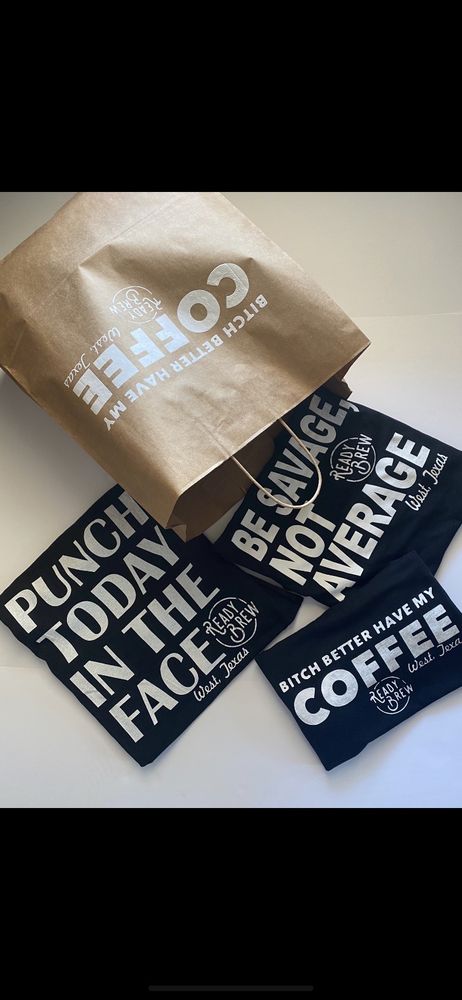 BITCH BETTER HAVE MY
COFFEE
READY
BREW
West, Texas
BE SAVAGE,
NOT
AVERAGE
READY
BREW
West, Texas
PUNCH
TODAY
IN THE
FACE
READY
BREW
West, Texas
BITCH BETTER HAVE MY
COFFEE
READY
BREW
West, Texas